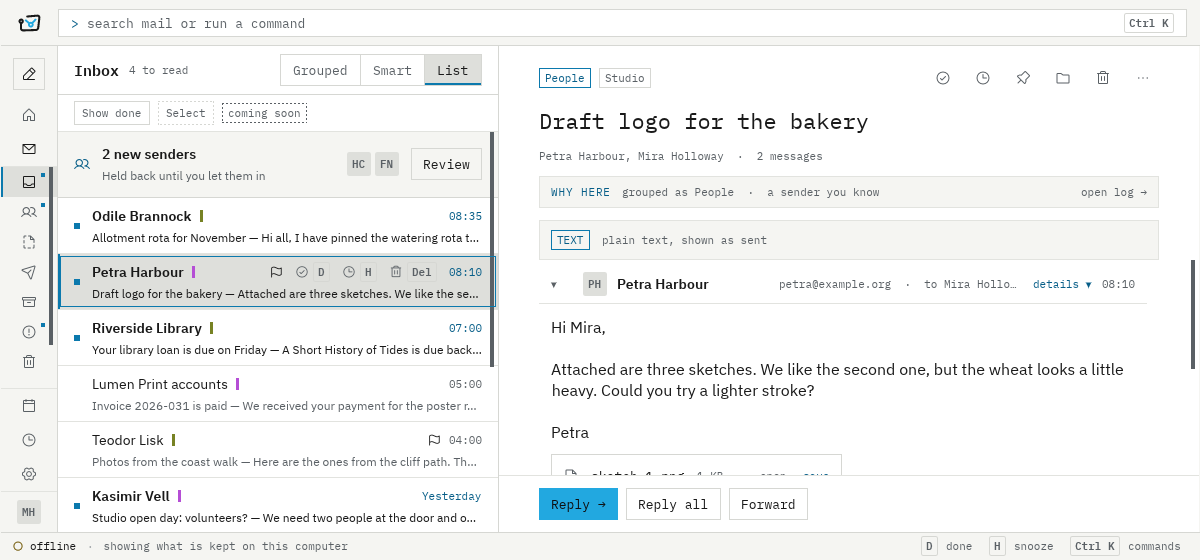 > search mail or run a command Ctrl K
Inbox 4 to read Grouped Smart List
Show done Select coming soon
2 new senders
Held back until you let them in
HC FN Review
Odile Brannock 08:35
Allotment rota for November — Hi all, I have pinned the watering rota t…
Petra Harbour D H Del 08:10
Draft logo for the bakery — Attached are three sketches. We like the se…
Riverside Library 07:00
Your library loan is due on Friday — A Short History of Tides is due back…
Lumen Print accounts 05:00
Invoice 2026-031 is paid — We received your payment for the poster r…
Teodor Lisk 04:00
Photos from the coast walk — Here are the ones from the cliff path. Th…
Kasimir Vell Yesterday
Studio open day: volunteers? — We need two people at the door and o…
MH
People Studio
Draft logo for the bakery
Petra Harbour, Mira Holloway · 2 messages
WHY HERE grouped as People · a sender you know open log →
TEXT plain text, shown as sent
▾ PH Petra Harbour petra@example.org · to Mira Hollo… details ▾ 08:10
Hi Mira,
Attached are three sketches. We like the second one, but the wheat looks a little
heavy. Could you try a lighter stroke?
Petra
Reply → Reply all Forward
offline · showing what is kept on this computer
D done H snooze Ctrl K commands